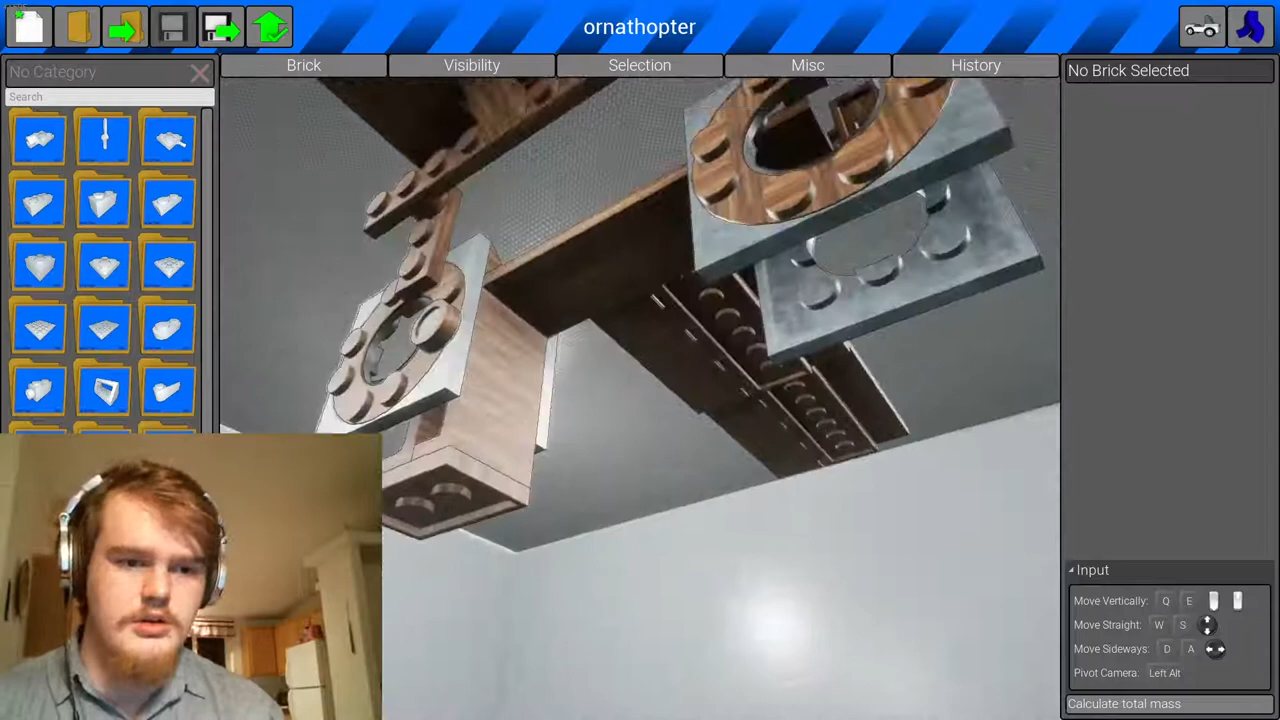 ornathopter
No Category
Search
Brick
Visibility
Selection
Misc
History
No Brick Selected
Input
Move Vertically: Q E
Move Straight: W S
Move Sideways: D A
Pivot Camera: Left Alt
Calculate total mass